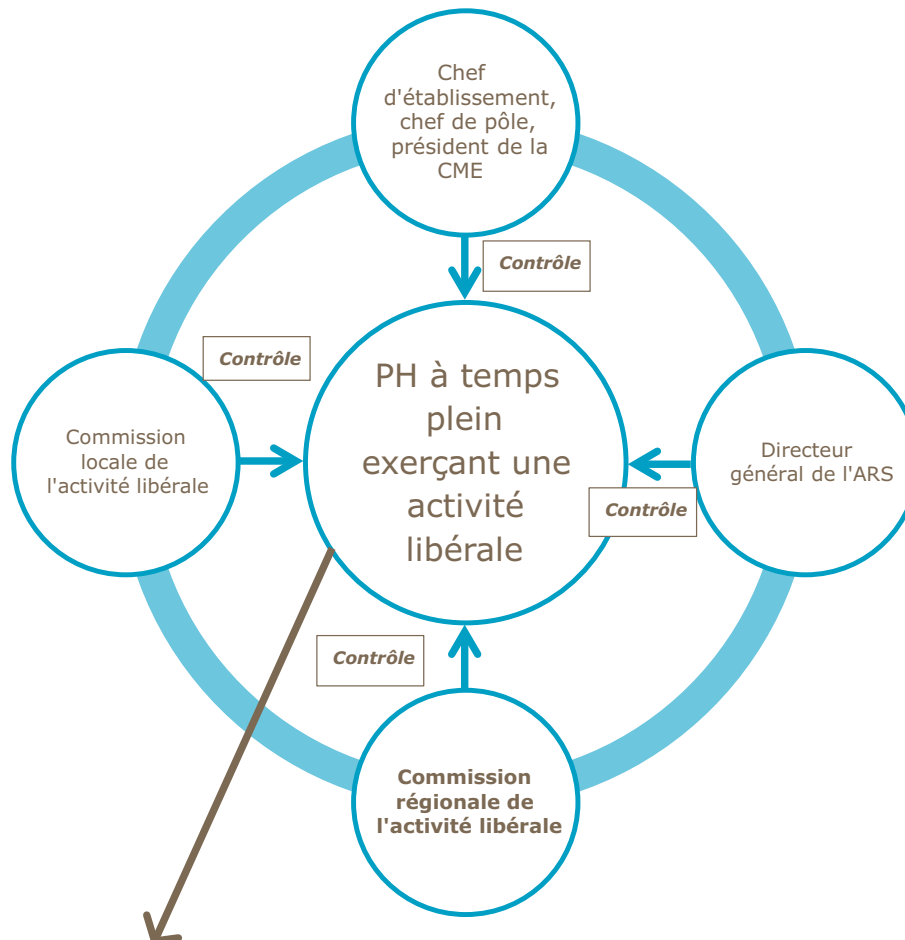 Chef
d'établissement,
chef de pôle,
président de la
CME
Contrôle
Contrôle
PH à temps
plein
exerçant une
activité
libérale
Commission
locale de
l'activité libérale
Directeur
général de l'ARS
Contrôle
Contrôle
Commission
régionale de
l'activité libérale